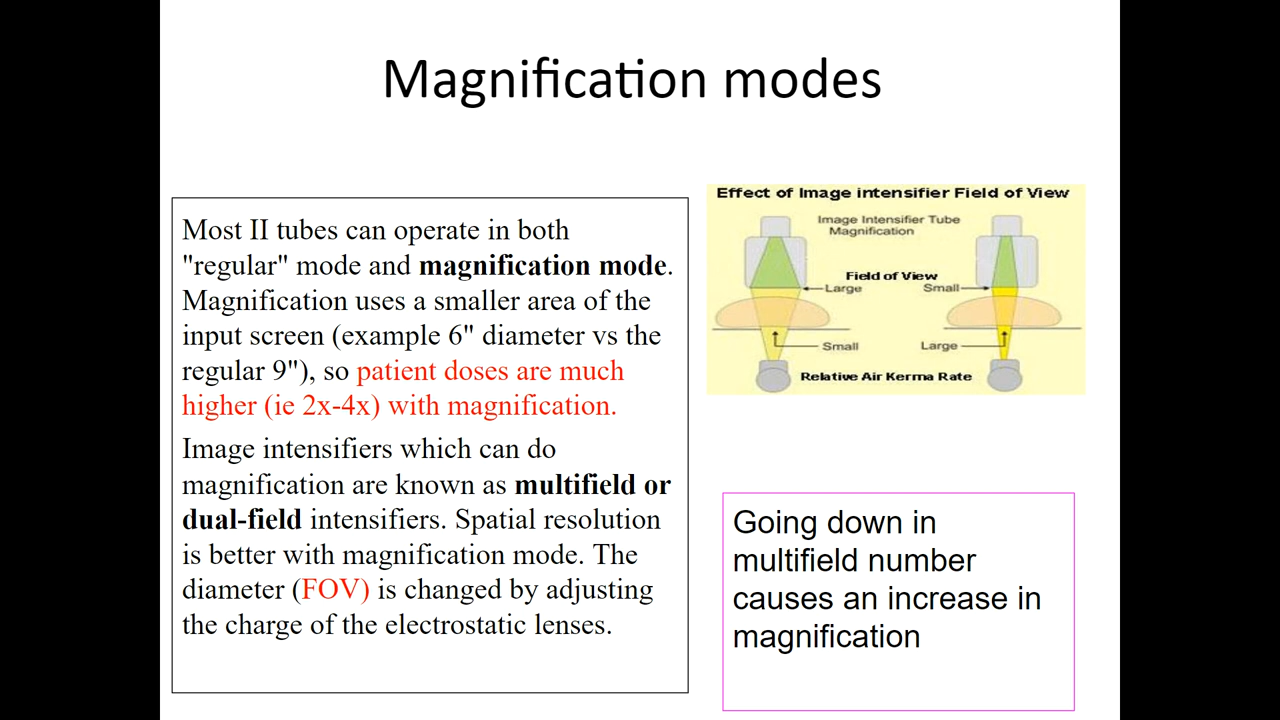 Magnification modes
Most II tubes can operate in both
"regular" mode and magnification mode.
Magnification uses a smaller area of the
input screen (example 6" diameter vs the
regular 9"), so patient doses are much
higher (ie 2x-4x) with magnification.
Image intensifiers which can do
magnification are known as multifield or
dual-field intensifiers. Spatial resolution
is better with magnification mode. The
diameter (FOV) is changed by adjusting
the charge of the electrostatic lenses.
Effect of Image intensifier Field of View
Image Intensifier Tube
Magnification
Field of View
Large
Small
Small
Large
Relative Air Kerma Rate
Going down in
multifield number
causes an increase in
magnification